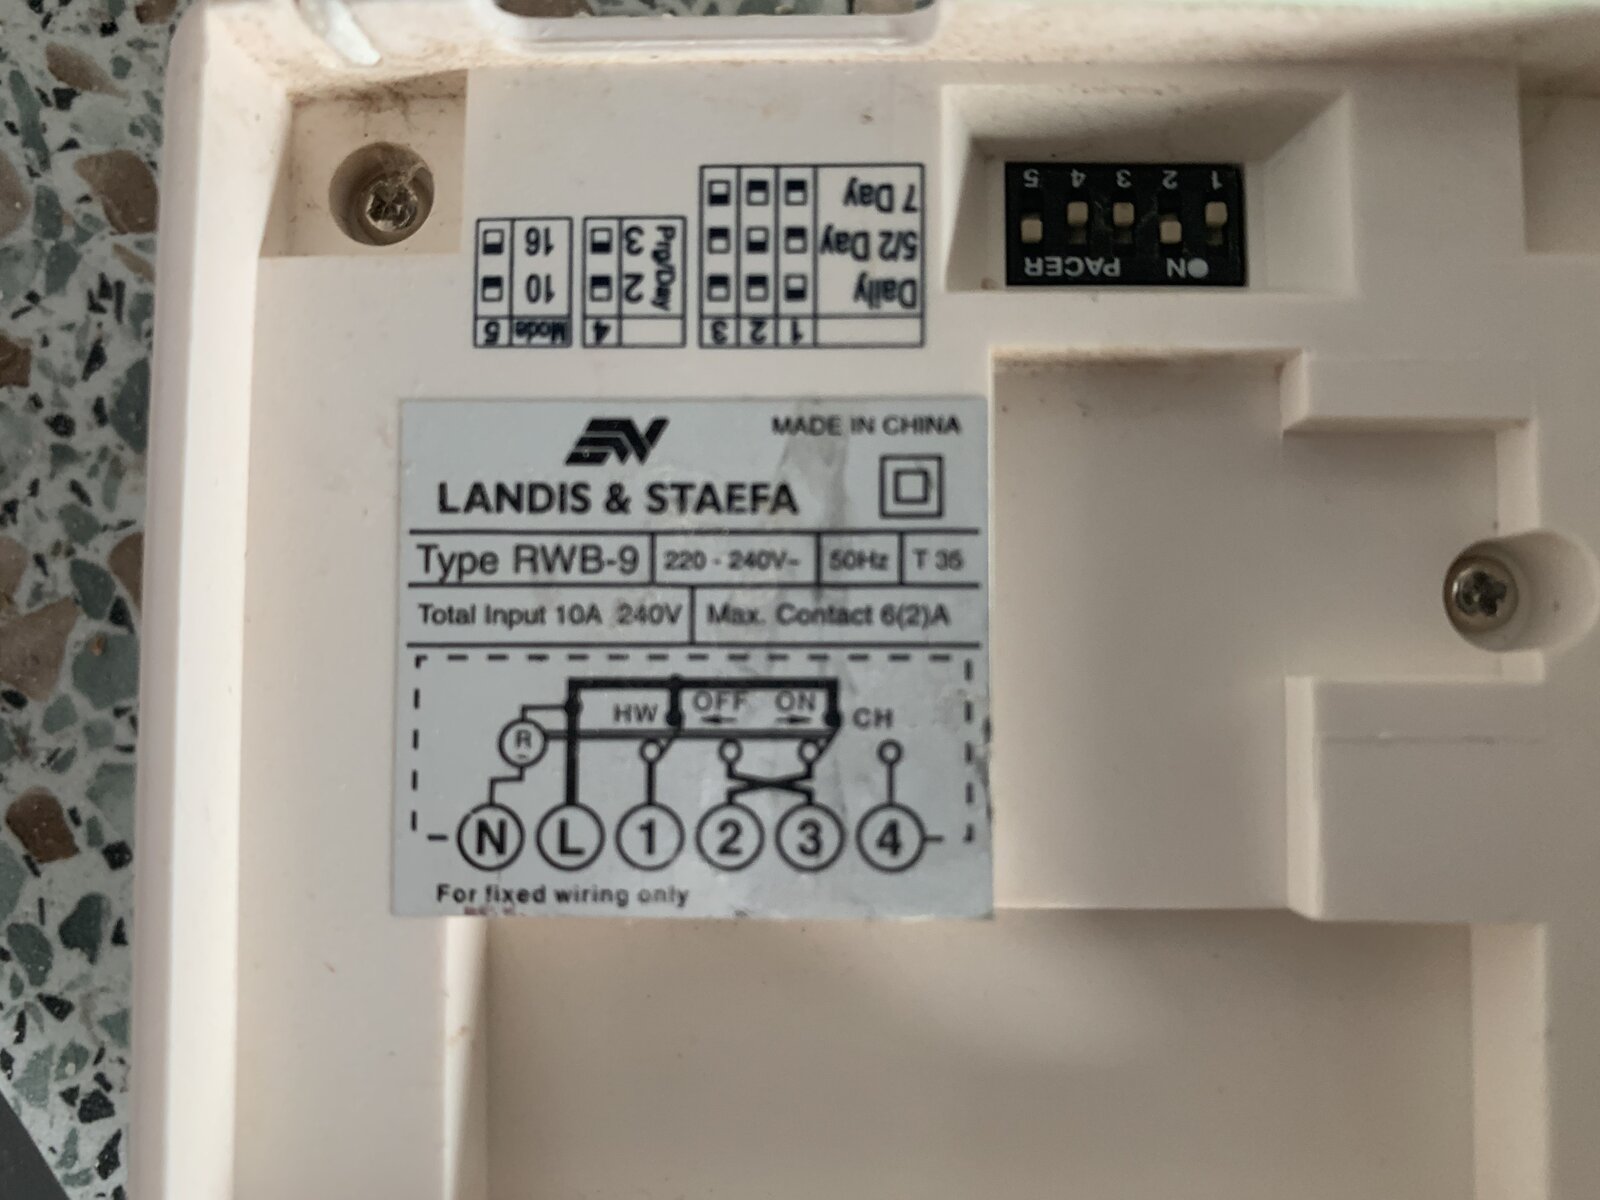 1 2 3 4 5
ON PACER
1 2 3
Daily
5/2 Day
7 Day
4
Prg/Day
2
3
Mode 5
10
16
MADE IN CHINA
LANDIS & STAEFA
Type RWB-9 220 - 240V~ 50Hz T 35
Total Input 10A 240V Max. Contact 6(2)A
HW OFF ON CH
R
N L 1 2 3 4
For fixed wiring only